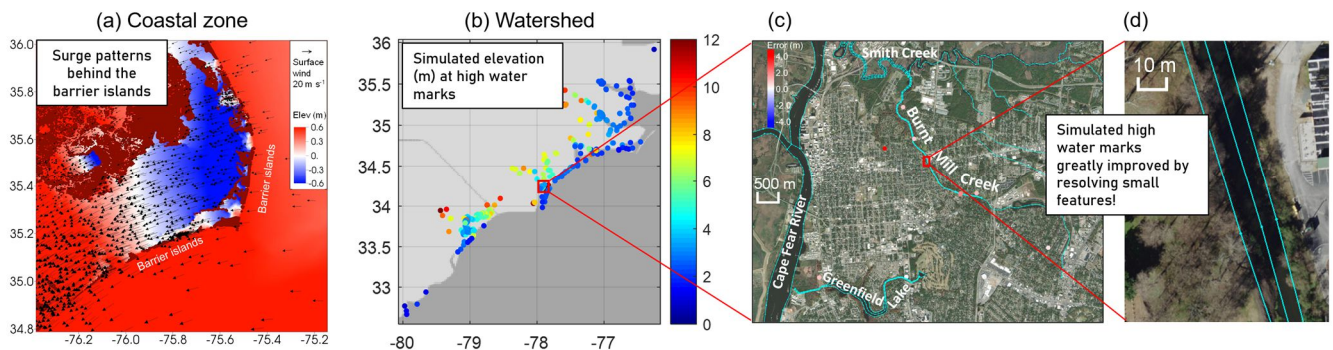 (a) Coastal zone
36.0
35.8
35.6
35.4
35.2
35.0
34.8
-76.2
-76.0
-75.8
-75.6
-75.4
-75.2
Surge patterns
behind the
barrier islands
Surface
wind
20 m s⁻¹
Elev (m)
0.6
0.3
0.
-0.3
-0.6
Barrier islands
Barrier islands
(b) Watershed
36
35.5
35
34.5
34
33.5
33
-80
-79
-78
-77
Simulated elevation
(m) at high water
marks
12
10
8
6
4
2
0
(c)
Error (m)
4.0
2.0
0.0
-2.0
-4.0
Smith Creek
Burnt Mill Creek
500 m
Cape Fear River
Greenfield Lake
(d)
10 m
Simulated high
water marks
greatly improved by
resolving small
features!